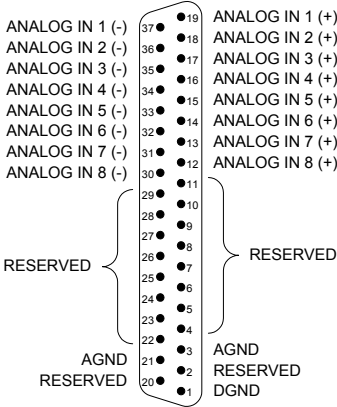 ANALOG IN 1 (-) 37 19 ANALOG IN 1 (+)
ANALOG IN 2 (-) 36 18 ANALOG IN 2 (+)
ANALOG IN 3 (-) 35 17 ANALOG IN 3 (+)
ANALOG IN 4 (-) 34 16 ANALOG IN 4 (+)
ANALOG IN 5 (-) 33 15 ANALOG IN 5 (+)
ANALOG IN 6 (-) 32 14 ANALOG IN 6 (+)
ANALOG IN 7 (-) 31 13 ANALOG IN 7 (+)
ANALOG IN 8 (-) 30 12 ANALOG IN 8 (+)
29 11
28 10
27 9
26 8
RESERVED 25 7 RESERVED
24 6
23 5
22 4
AGND 21 3 AGND
RESERVED 20 2 RESERVED
1 DGND